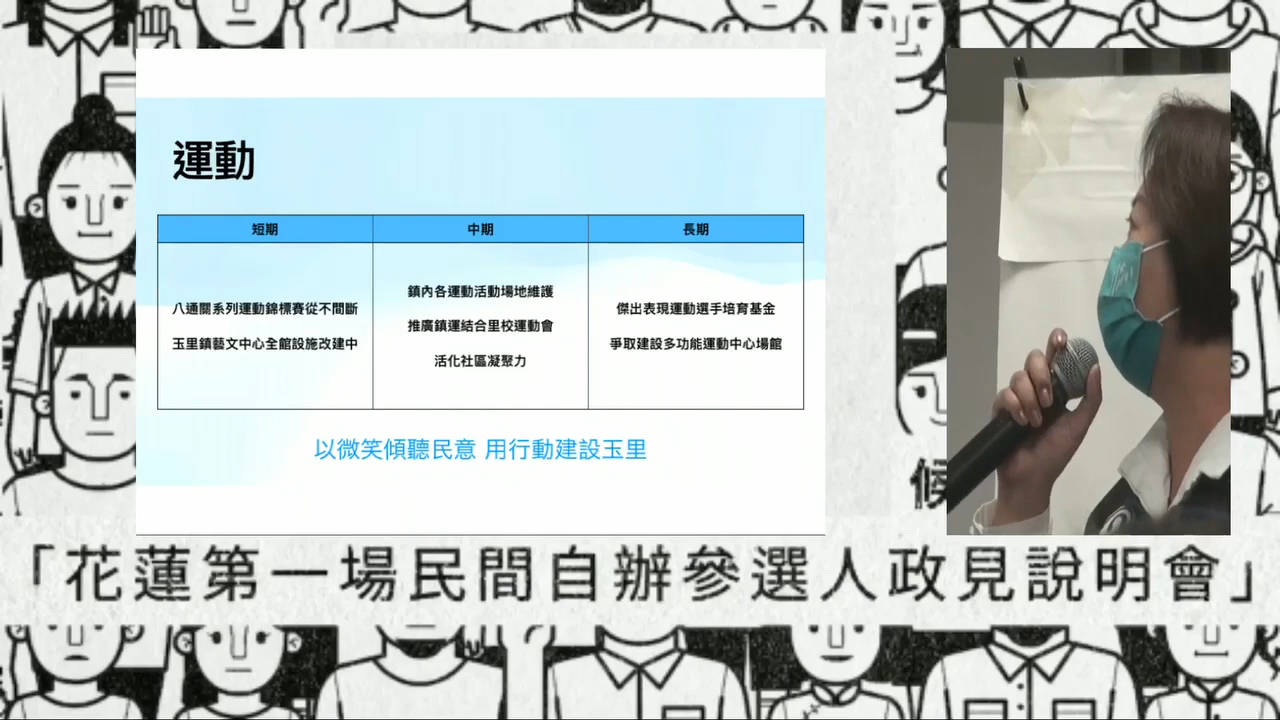 運動
短期
中期
長期
八通關系列運動錦標賽從不間斷
玉里鎮藝文中心全館設施改建中
鎮內各運動活動場地維護
推廣鎮運結合里校運動會
活化社區凝聚力
傑出表現運動選手培育基金
爭取建設多功能運動中心場館
以微笑傾聽民意 用行動建設玉里
候
「花蓮第一場民間自辦參選人政見說明會」